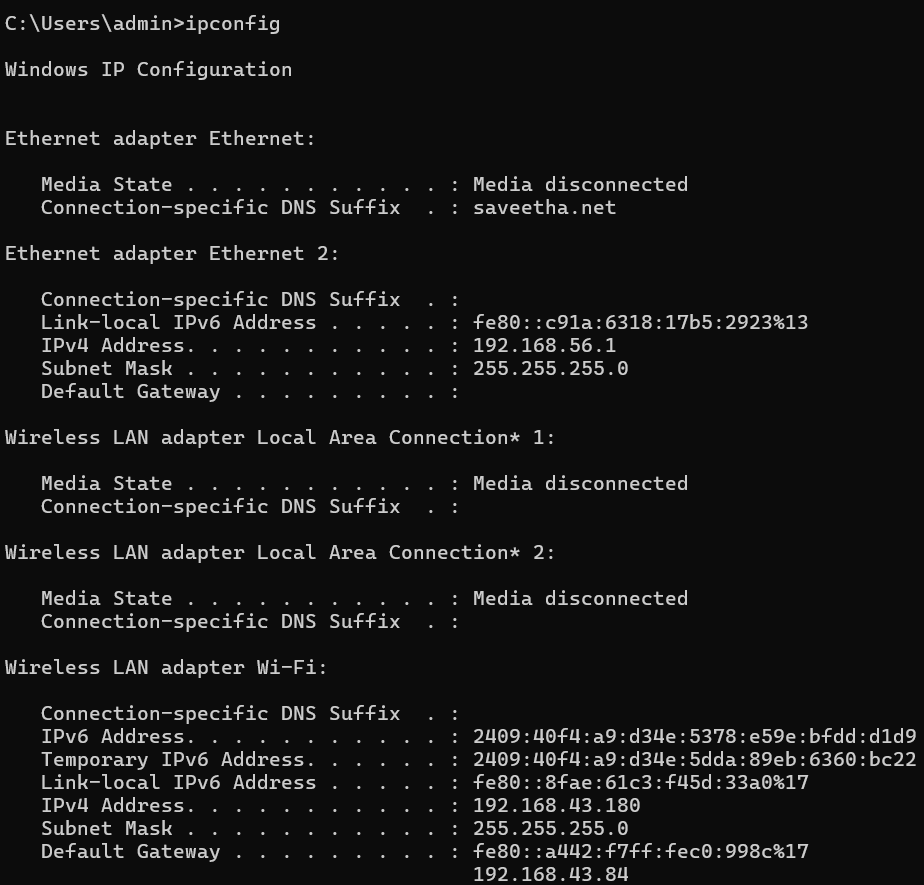 C:\Users\admin>ipconfig
Windows IP Configuration
Ethernet adapter Ethernet:
   Media State . . . . . . . . . . . : Media disconnected
   Connection-specific DNS Suffix  . : saveetha.net
Ethernet adapter Ethernet 2:
   Connection-specific DNS Suffix  . :
   Link-local IPv6 Address . . . . . : fe80::c91a:6318:17b5:2923%13
   IPv4 Address. . . . . . . . . . . : 192.168.56.1
   Subnet Mask . . . . . . . . . . . : 255.255.255.0
   Default Gateway . . . . . . . . . :
Wireless LAN adapter Local Area Connection* 1:
   Media State . . . . . . . . . . . : Media disconnected
   Connection-specific DNS Suffix  . :
Wireless LAN adapter Local Area Connection* 2:
   Media State . . . . . . . . . . . : Media disconnected
   Connection-specific DNS Suffix  . :
Wireless LAN adapter Wi-Fi:
   Connection-specific DNS Suffix  . :
   IPv6 Address. . . . . . . . . . . : 2409:40f4:a9:d34e:5378:e59e:bfdd:d1d9
   Temporary IPv6 Address. . . . . . : 2409:40f4:a9:d34e:5dda:89eb:6360:bc22
   Link-local IPv6 Address . . . . . : fe80::8fae:61c3:f45d:33a0%17
   IPv4 Address. . . . . . . . . . . : 192.168.43.180
   Subnet Mask . . . . . . . . . . . : 255.255.255.0
   Default Gateway . . . . . . . . . : fe80::a442:f7ff:fec0:998c%17
                                       192.168.43.84